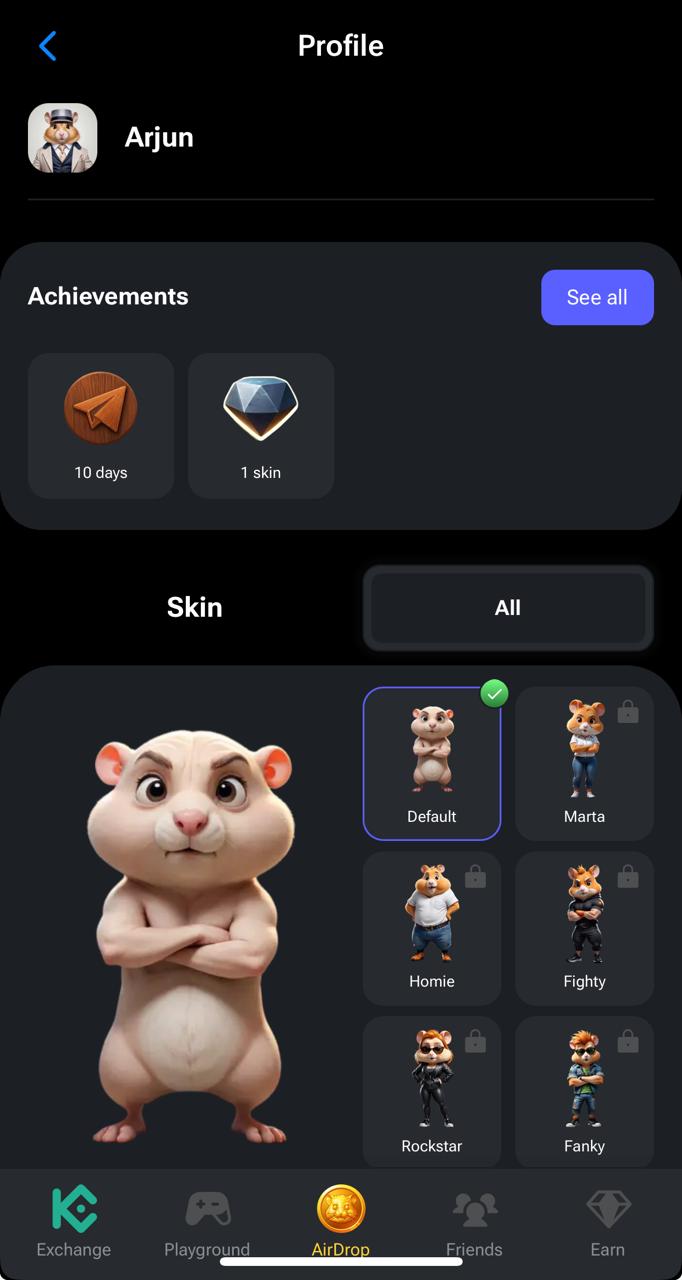 Profile
Arjun
Achievements
See all
10 days
1 skin
Skin
All
Default
Marta
Homie
Fighty
Rockstar
Fanky
Exchange
Playground
AirDrop
Friends
Earn